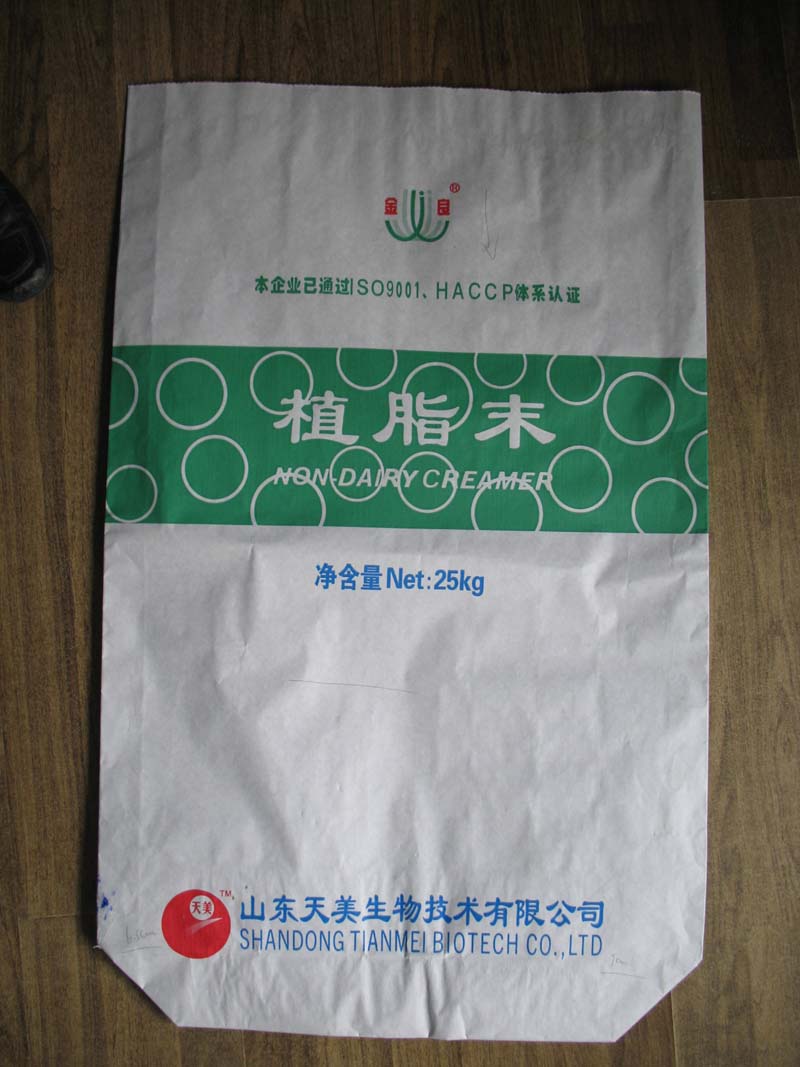 金 良 ®
本企业已通过ISO9001、HACCP体系认证
植脂末
NON-DAIRY CREAMER
净含量Net:25kg
天美 TM
山东天美生物技术有限公司
SHANDONG TIANMEI BIOTECH CO.,LTD